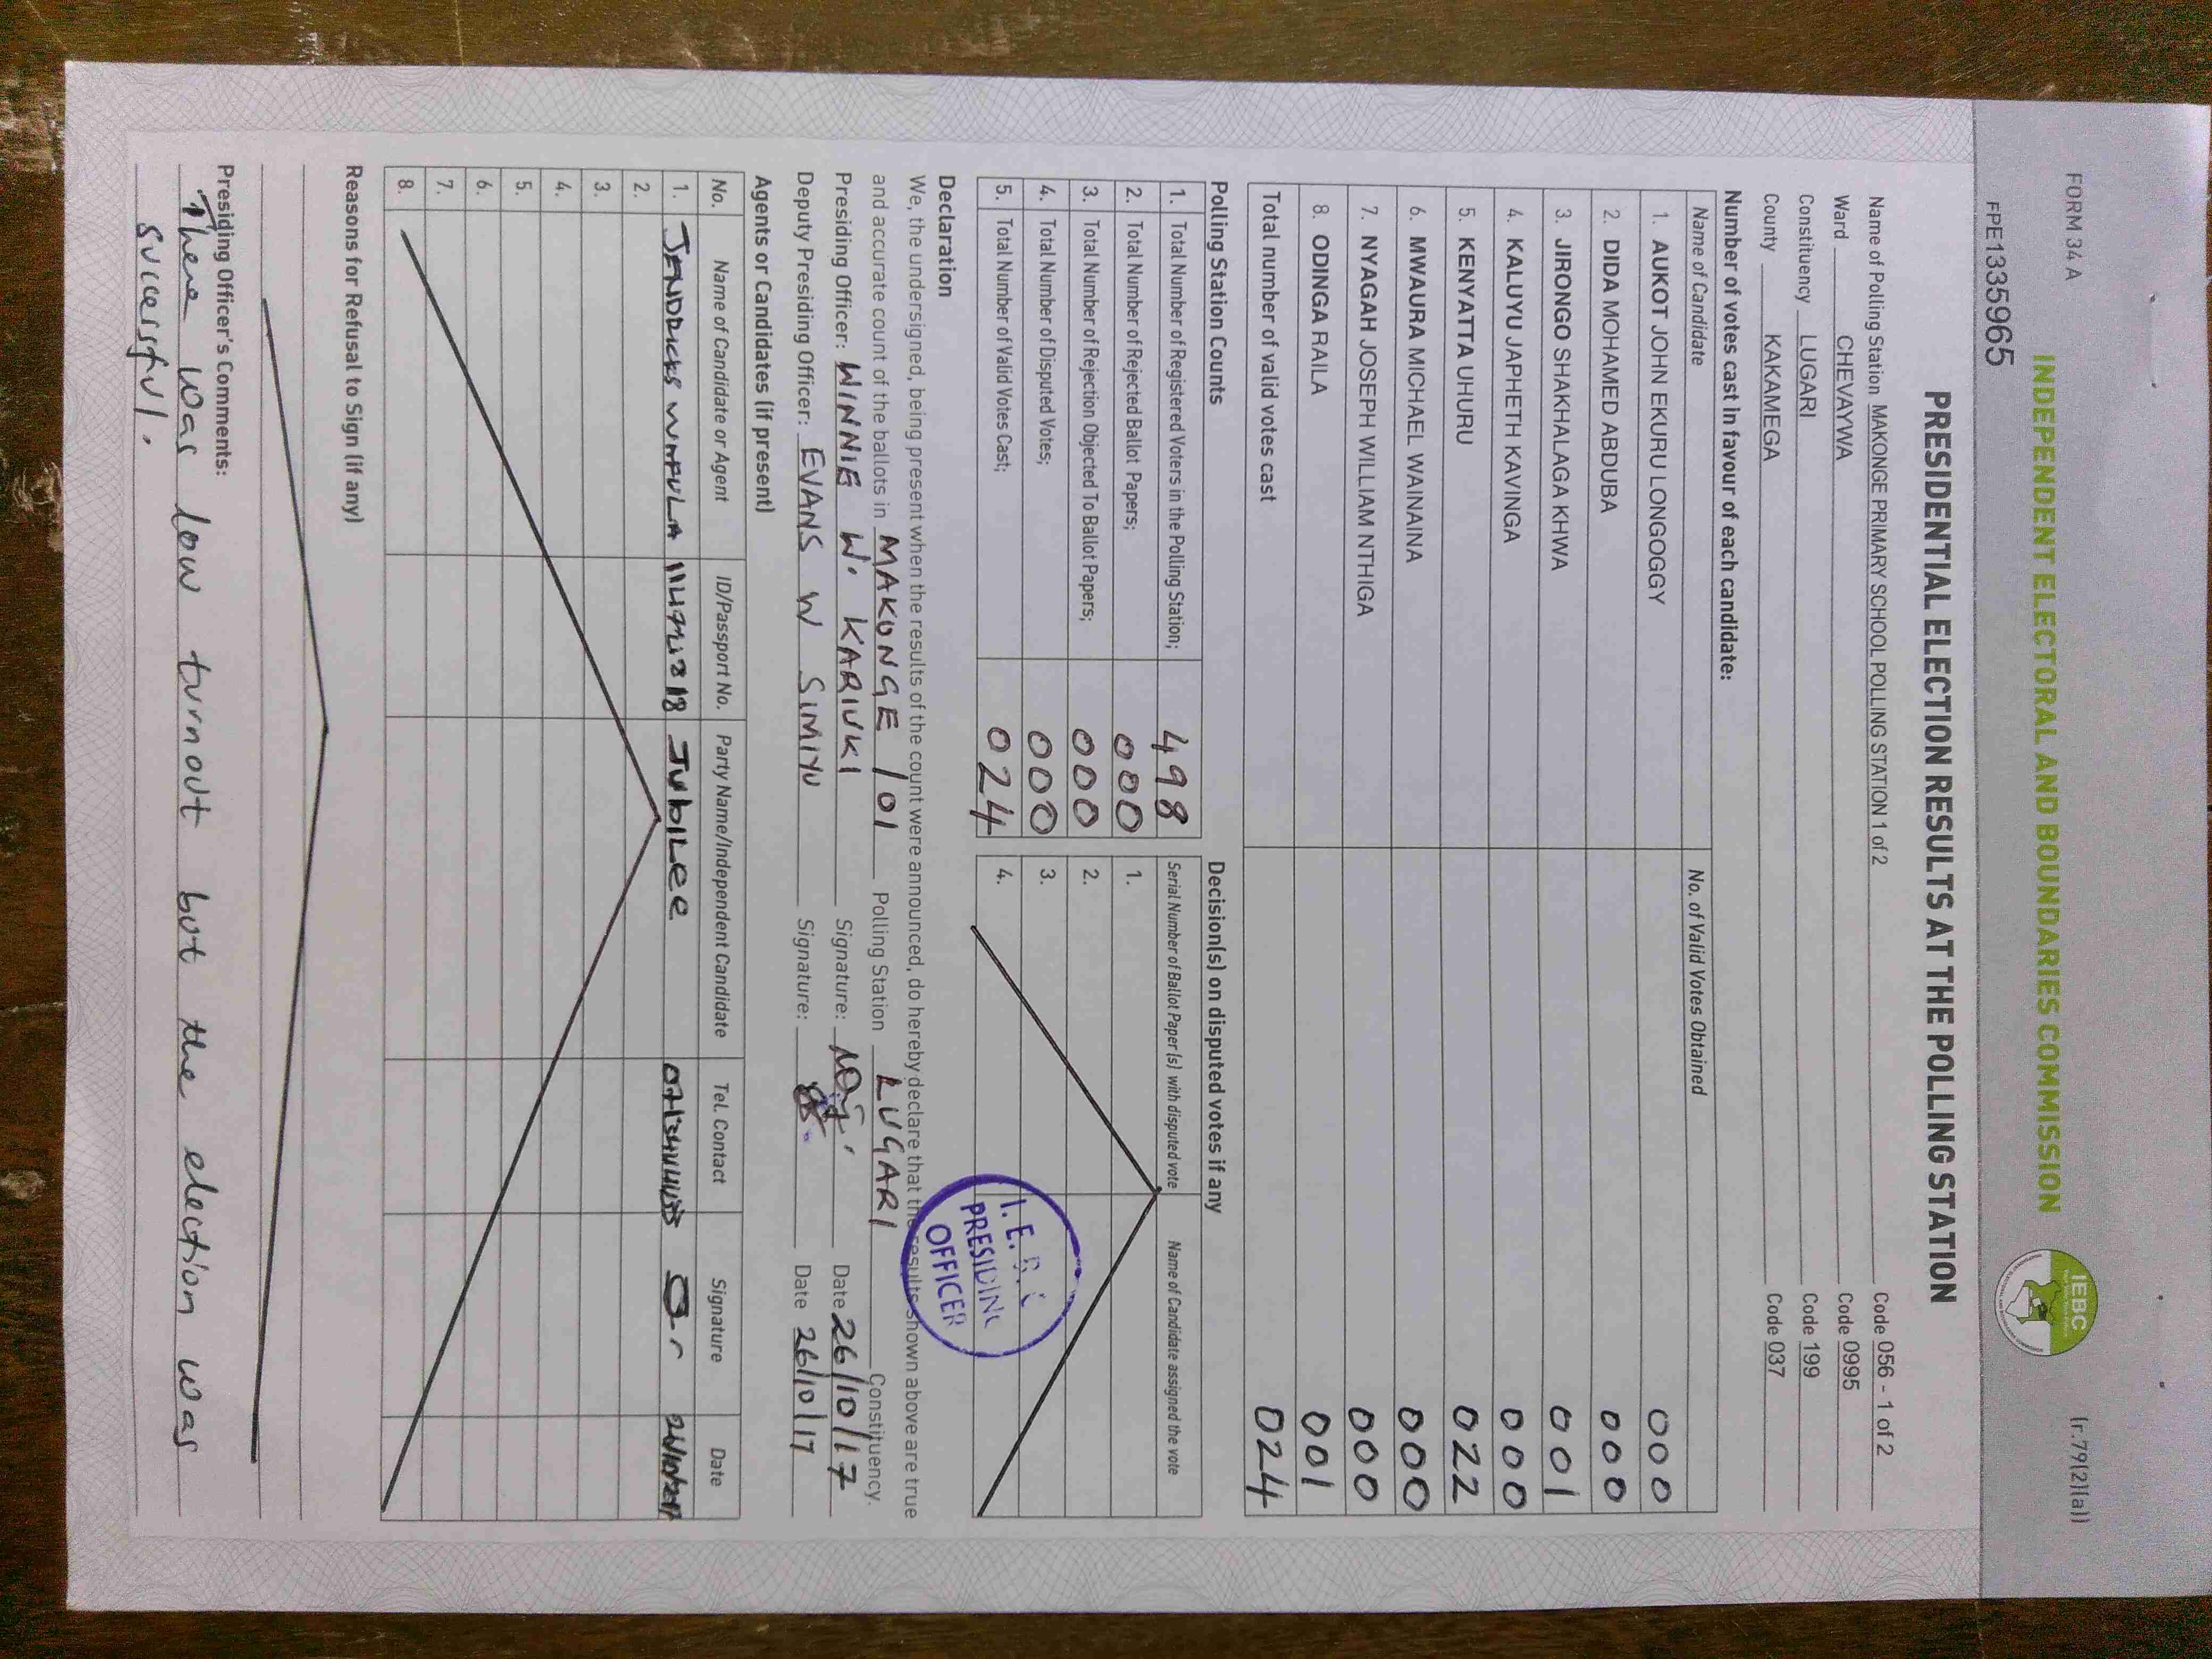 FORM 34 A
(r.79(2)(a))
INDEPENDENT ELECTORAL AND BOUNDARIES COMMISSION
IEBC
FPE1335965
PRESIDENTIAL ELECTION RESULTS AT THE POLLING STATION
Name of Polling Station MAKONGE PRIMARY SCHOOL POLLING STATION 1 of 2 Code 056 - 1 of 2
Ward CHEVAYWA Code 0995
Constituency LUGARI Code 199
County KAKAMEGA Code 037
Number of votes cast in favour of each candidate:
Name of Candidate No. of Valid Votes Obtained
1. AUKOT JOHN EKURU LONGOGGY 000
2. DIDA MOHAMED ABDUBA 000
3. JIRONGO SHAKHALAGA KHWA 001
4. KALUYU JAPHETH KAVINGA 000
5. KENYATTA UHURU 022
6. MWAURA MICHAEL WAINAINA 000
7. NYAGAH JOSEPH WILLIAM NTHIGA 000
8. ODINGA RAILA 001
Total number of valid votes cast 024
Polling Station Counts
1. Total Number of Registered Voters in the Polling Station; 498
2. Total Number of Rejected Ballot Papers; 000
3. Total Number of Rejection Objected To Ballot Papers; 000
4. Total Number of Disputed Votes; 000
5. Total Number of Valid Votes Cast; 024
Decision(s) on disputed votes if any
Serial Number of Ballot Paper (s) with disputed vote Name of Candidate assigned the vote
1.
2.
3.
4.
I.E.B.C
PRESIDING
OFFICER
Declaration
We, the undersigned, being present when the results of the count were announced, do hereby declare that the results shown above are true
and accurate count of the ballots in MAKONGE /01 Polling Station LUGARI Constituency.
Presiding Officer: WINNIE W. KARIUKI Signature: Date 26/10/17
Deputy Presiding Officer: EVANS W SIMIYU Signature: Date 26/10/17
Agents or Candidates (if present)
No. Name of Candidate or Agent ID/Passport No. Party Name/Independent Candidate Tel. Contact Signature Date
1. JUBILEE
2.
3.
4.
5.
6.
7.
8.
Reasons for Refusal to Sign (if any)
Presiding Officer's Comments:
There was low turnout but the election was
successful.